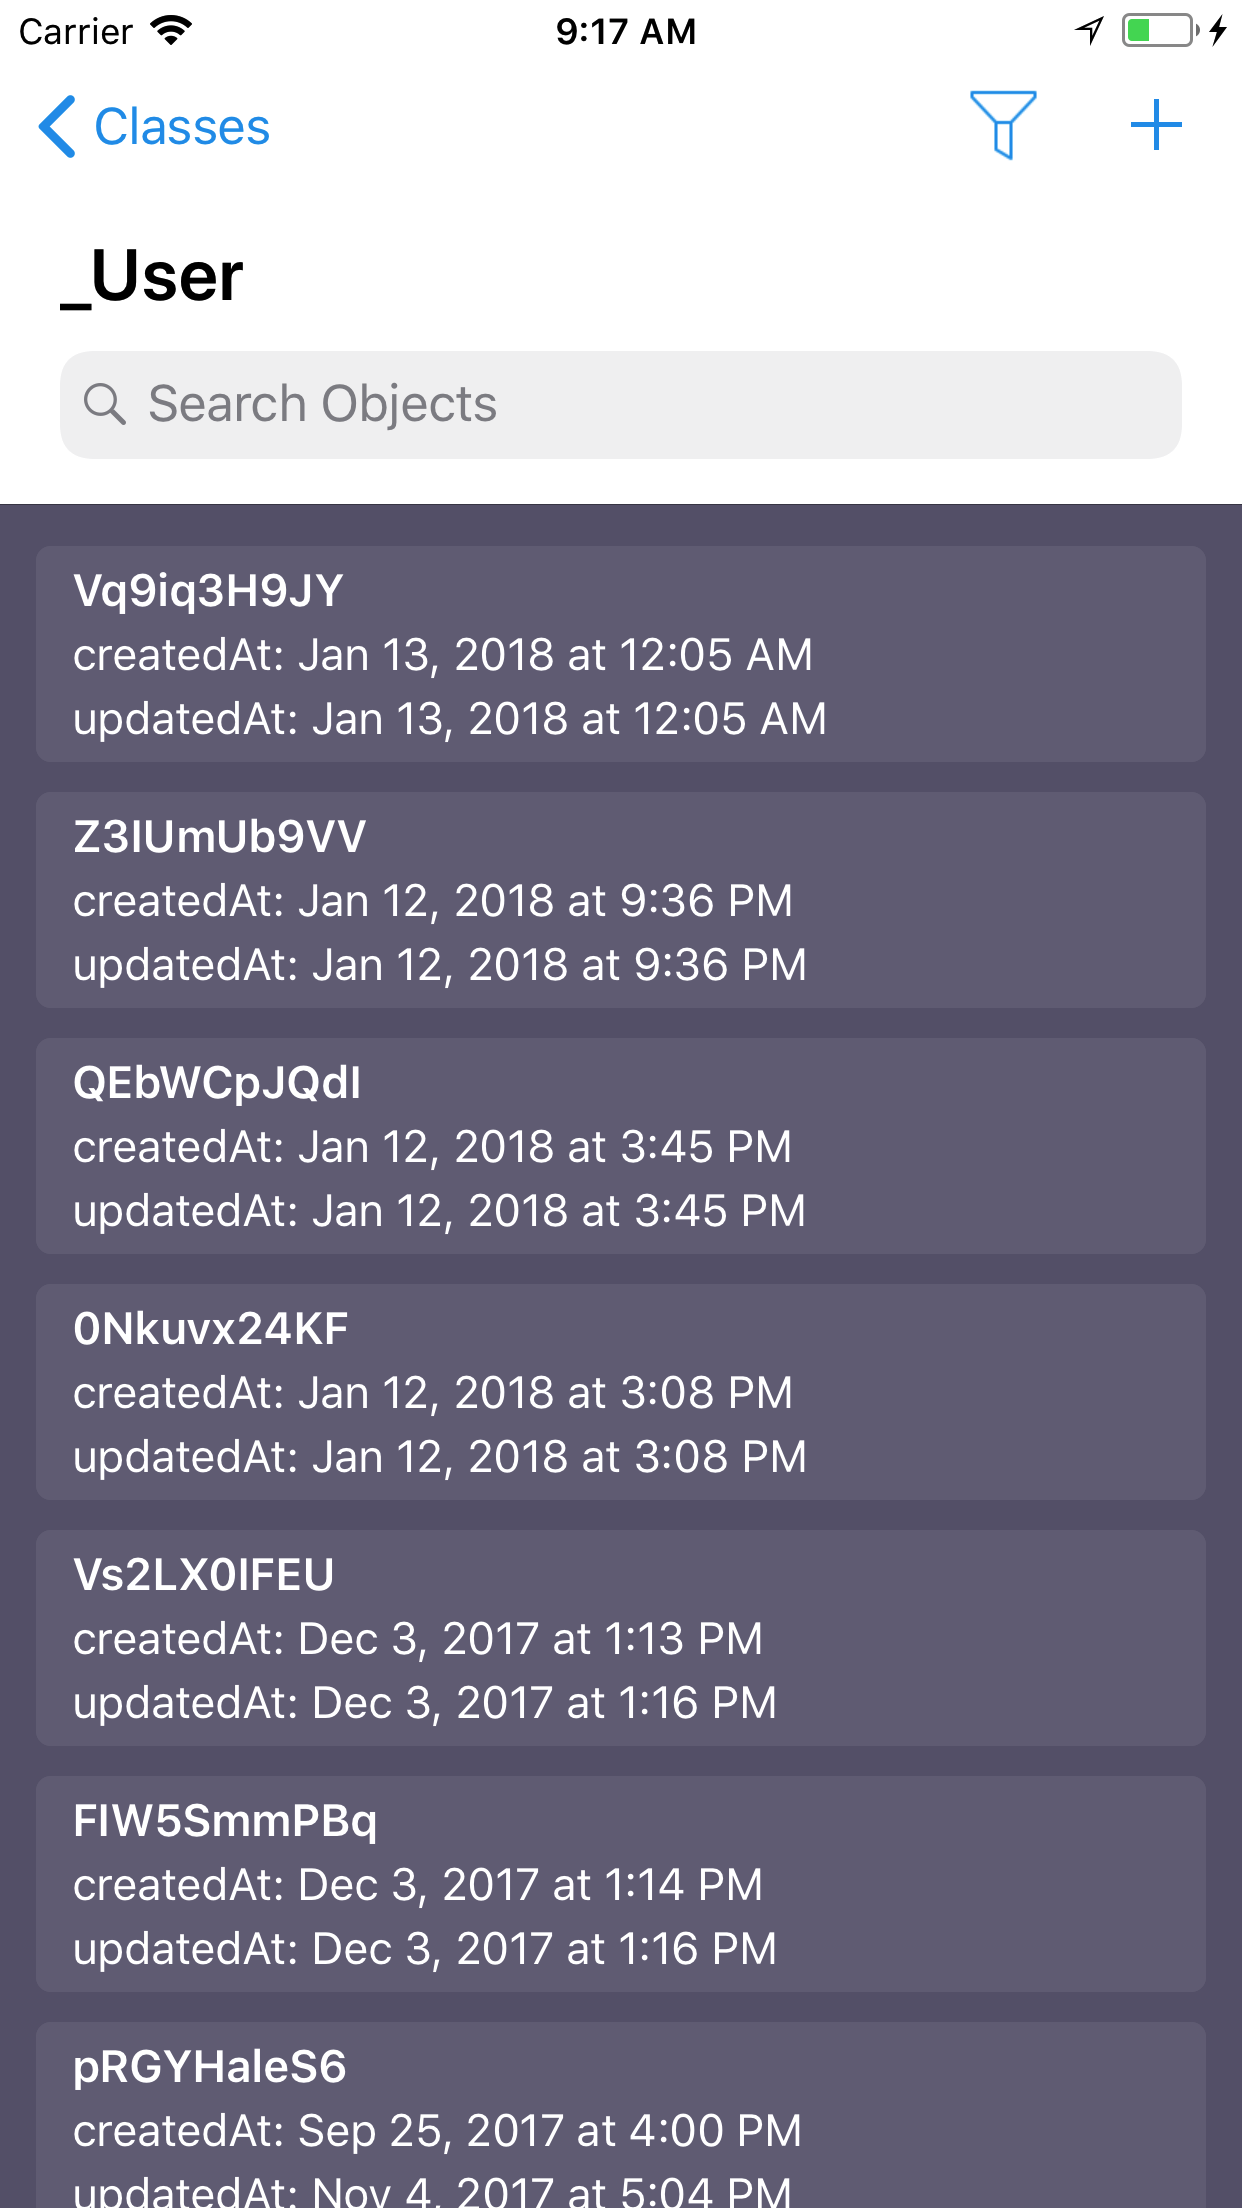 Carrier
9:17 AM
Classes
_User
Search Objects
Vq9iq3H9JY
createdAt: Jan 13, 2018 at 12:05 AM
updatedAt: Jan 13, 2018 at 12:05 AM
Z3IUmUb9VV
createdAt: Jan 12, 2018 at 9:36 PM
updatedAt: Jan 12, 2018 at 9:36 PM
QEbWCpJQdI
createdAt: Jan 12, 2018 at 3:45 PM
updatedAt: Jan 12, 2018 at 3:45 PM
0Nkuvx24KF
createdAt: Jan 12, 2018 at 3:08 PM
updatedAt: Jan 12, 2018 at 3:08 PM
Vs2LX0IFEU
createdAt: Dec 3, 2017 at 1:13 PM
updatedAt: Dec 3, 2017 at 1:16 PM
FIW5SmmPBq
createdAt: Dec 3, 2017 at 1:14 PM
updatedAt: Dec 3, 2017 at 1:16 PM
pRGYHaleS6
createdAt: Sep 25, 2017 at 4:00 PM
updatedAt: Nov 4, 2017 at 5:04 PM